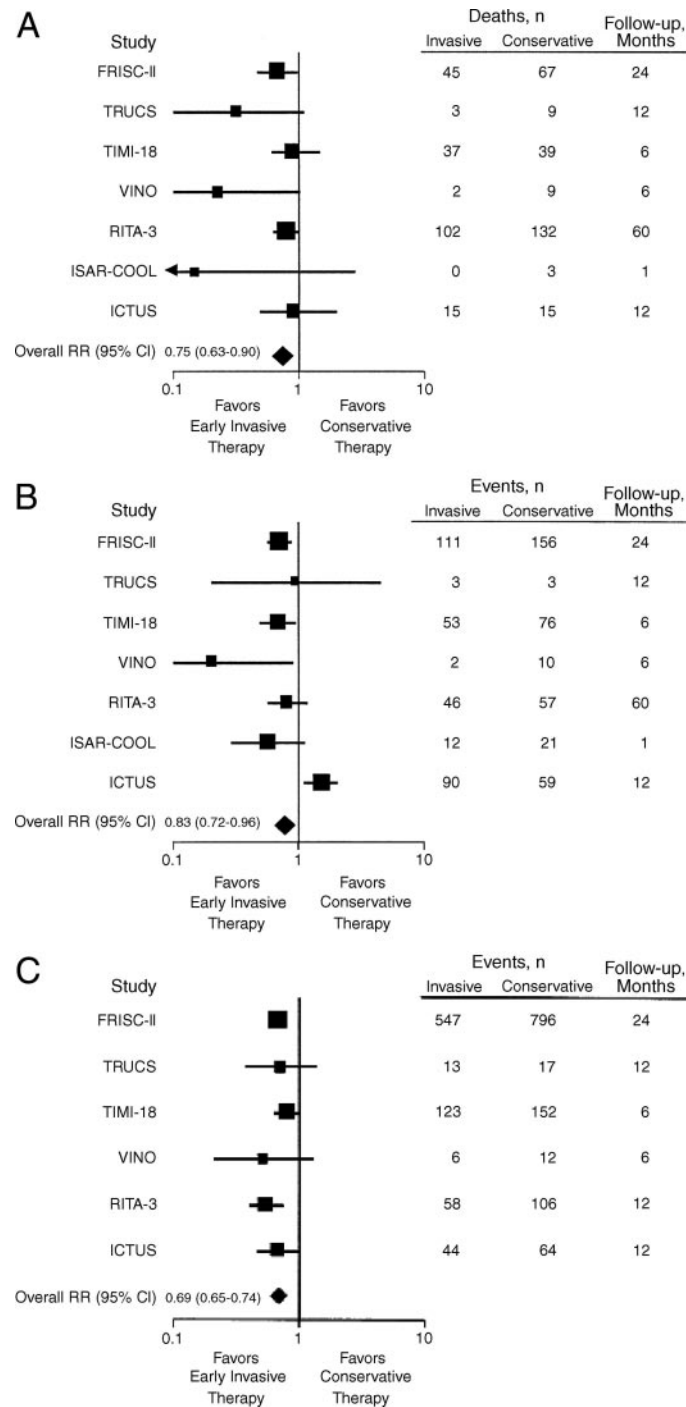 A
Deaths, n Follow-up,
Study Invasive Conservative Months
FRISC-II 45 67 24
TRUCS 3 9 12
TIMI-18 37 39 6
VINO 2 9 6
RITA-3 102 132 60
ISAR-COOL 0 3 1
ICTUS 15 15 12
Overall RR (95% CI) 0.75 (0.63-0.90)
0.1 1 10
Favors Favors
Early Invasive Conservative
Therapy Therapy
B
Events, n Follow-up,
Study Invasive Conservative Months
FRISC-II 111 156 24
TRUCS 3 3 12
TIMI-18 53 76 6
VINO 2 10 6
RITA-3 46 57 60
ISAR-COOL 12 21 1
ICTUS 90 59 12
Overall RR (95% CI) 0.83 (0.72-0.96)
0.1 1 10
Favors Favors
Early Invasive Conservative
Therapy Therapy
C
Events, n Follow-up,
Study Invasive Conservative Months
FRISC-II 547 796 24
TRUCS 13 17 12
TIMI-18 123 152 6
VINO 6 12 6
RITA-3 58 106 12
ICTUS 44 64 12
Overall RR (95% CI) 0.69 (0.65-0.74)
0.1 1 10
Favors Favors
Early Invasive Conservative
Therapy Therapy